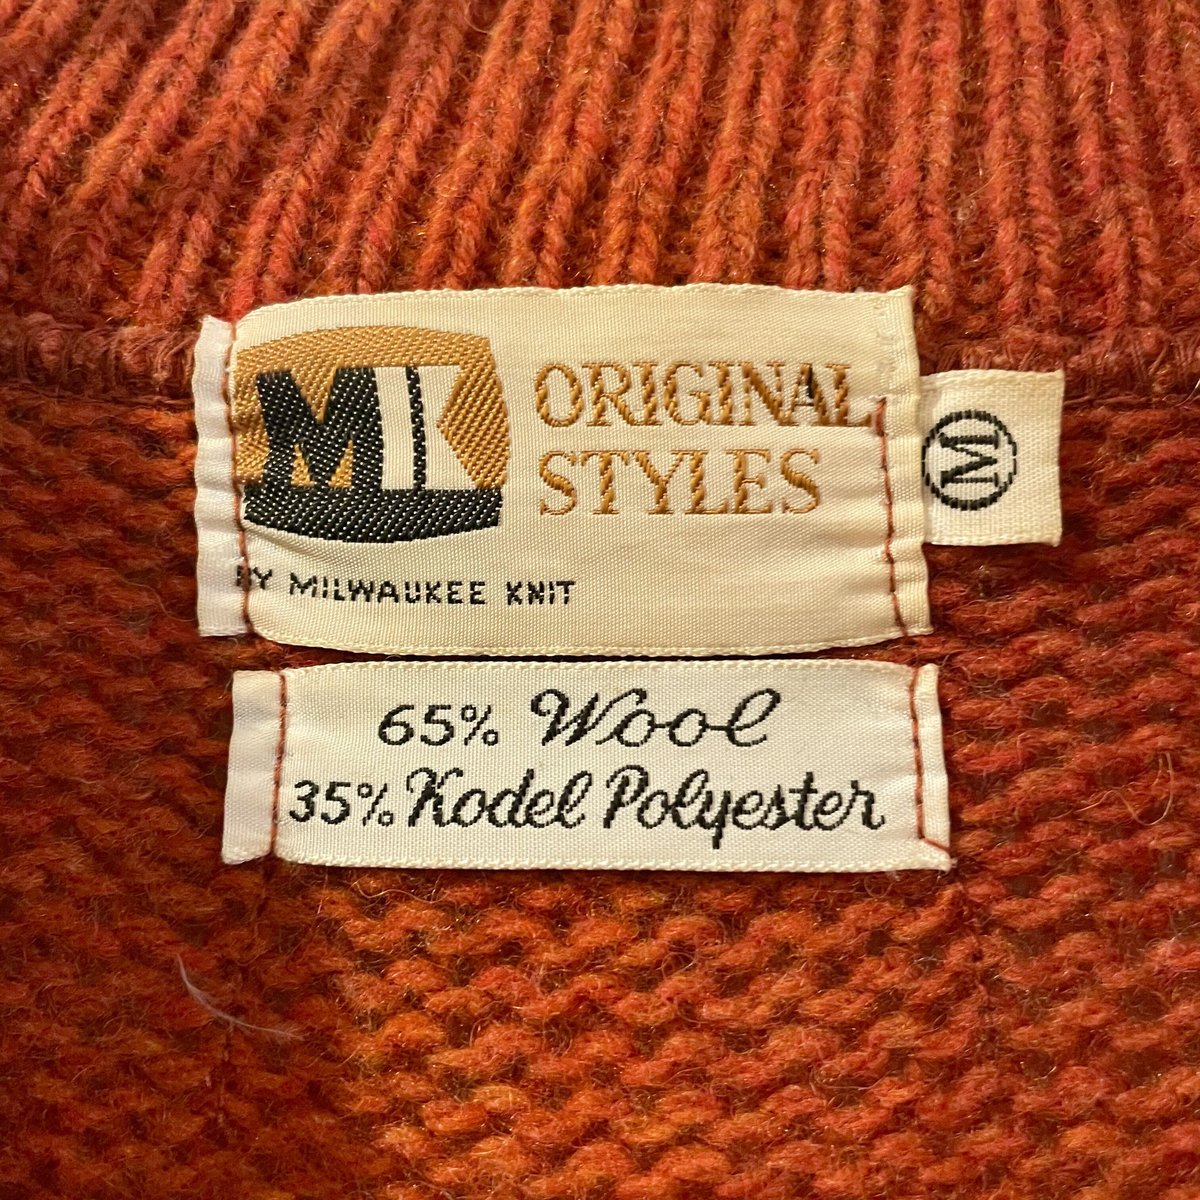 MK
ORIGINAL
STYLES
BY MILWAUKEE KNIT
M
65% Wool
35% Kodel Polyester